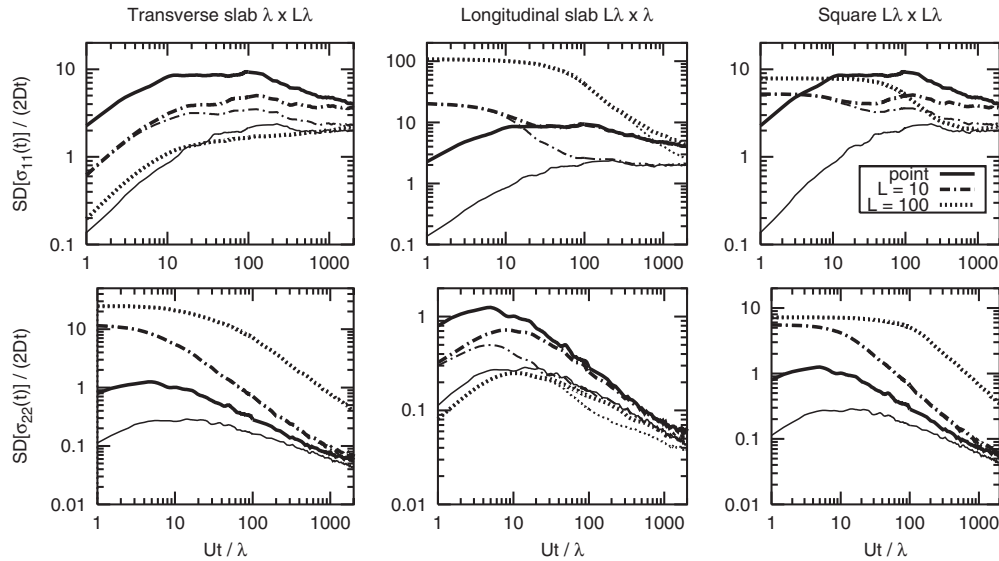 Transverse slab λ x Lλ
Longitudinal slab Lλ x λ
Square Lλ x Lλ
SD[σ11(t)] / (2Dt)
10
1
0.1
1 10 100 1000
100
10
1
0.1
1 10 100 1000
10
1
0.1
1 10 100 1000
point
L = 10
L = 100
SD[σ22(t)] / (2Dt)
10
1
0.1
0.01
1 10 100 1000
Ut / λ
1
0.1
0.01
1 10 100 1000
Ut / λ
10
1
0.1
0.01
1 10 100 1000
Ut / λ